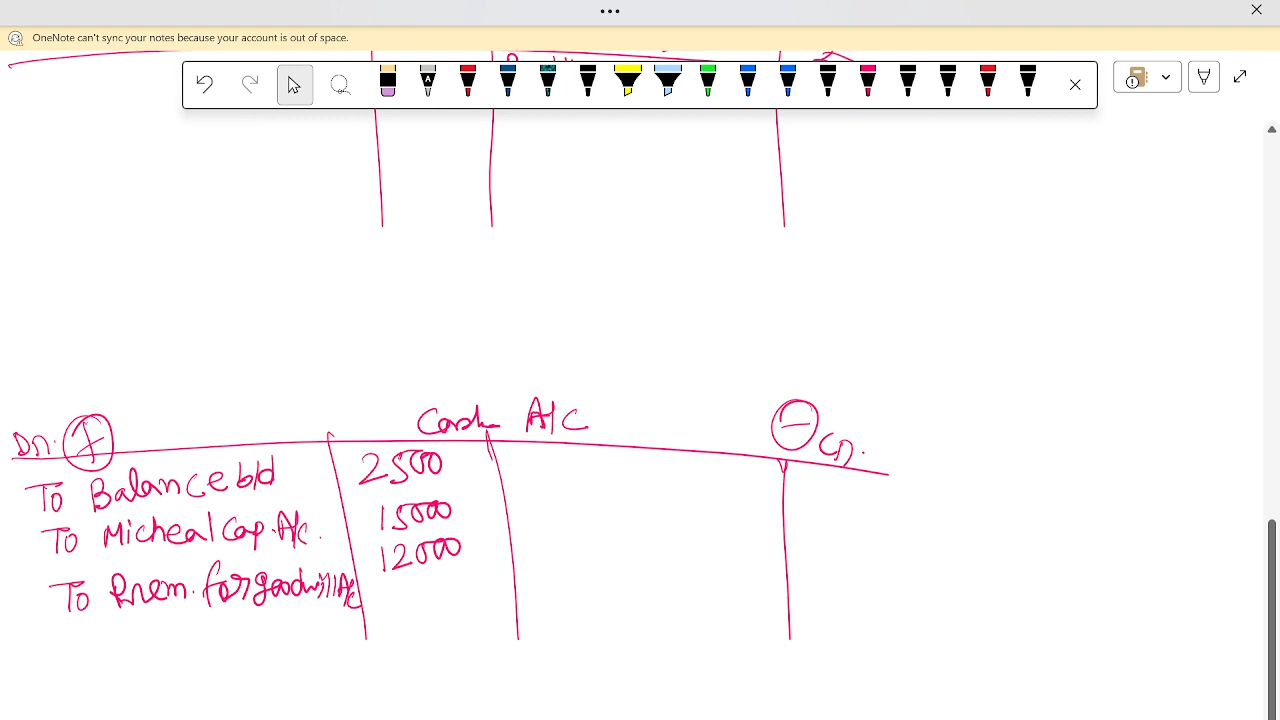 OneNote can't sync your notes because your account is out of space.
Cash A/C
Dr. + − Cr.
To Balance b/d 2500
To Micheal Cap. A/c. 15000
To Prem. for goodwill A/c 12000